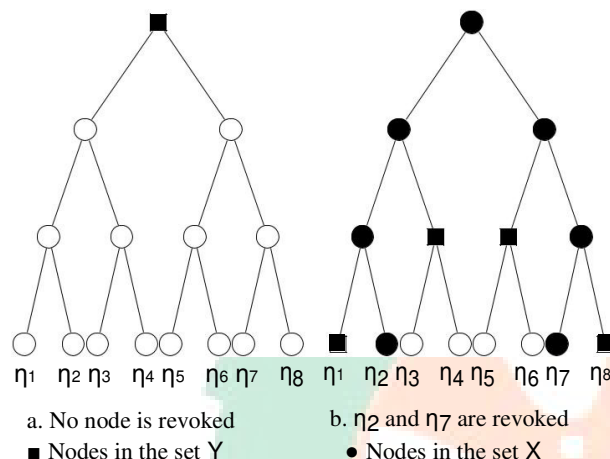 η1 η2 η3 η4 η5 η6 η7 η8 η1 η2 η3 η4 η5 η6 η7 η8
a. No node is revoked b. η2 and η7 are revoked
■ Nodes in the set Y ● Nodes in the set X